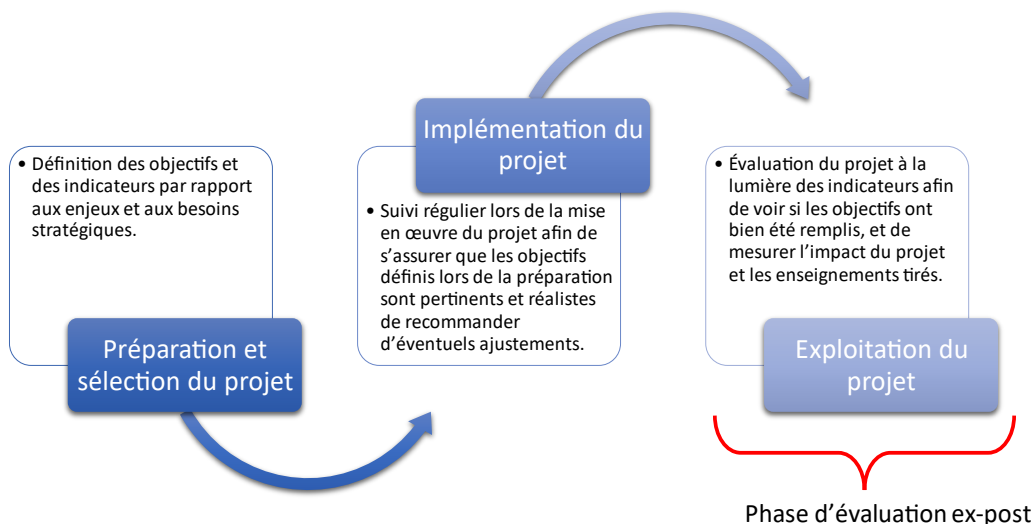 • Définition des objectifs et
des indicateurs par rapport
aux enjeux et aux besoins
stratégiques.
Préparation et
sélection du projet
Implémentation du
projet
• Suivi régulier lors de la mise
en œuvre du projet afin de
s’assurer que les objectifs
définis lors de la préparation
sont pertinents et réalistes
de recommander
d’éventuels ajustements.
• Évaluation du projet à la
lumière des indicateurs afin
de voir si les objectifs ont
bien été remplis, et de
mesurer l’impact du projet
et les enseignements tirés.
Exploitation du
projet
Phase d’évaluation ex-post